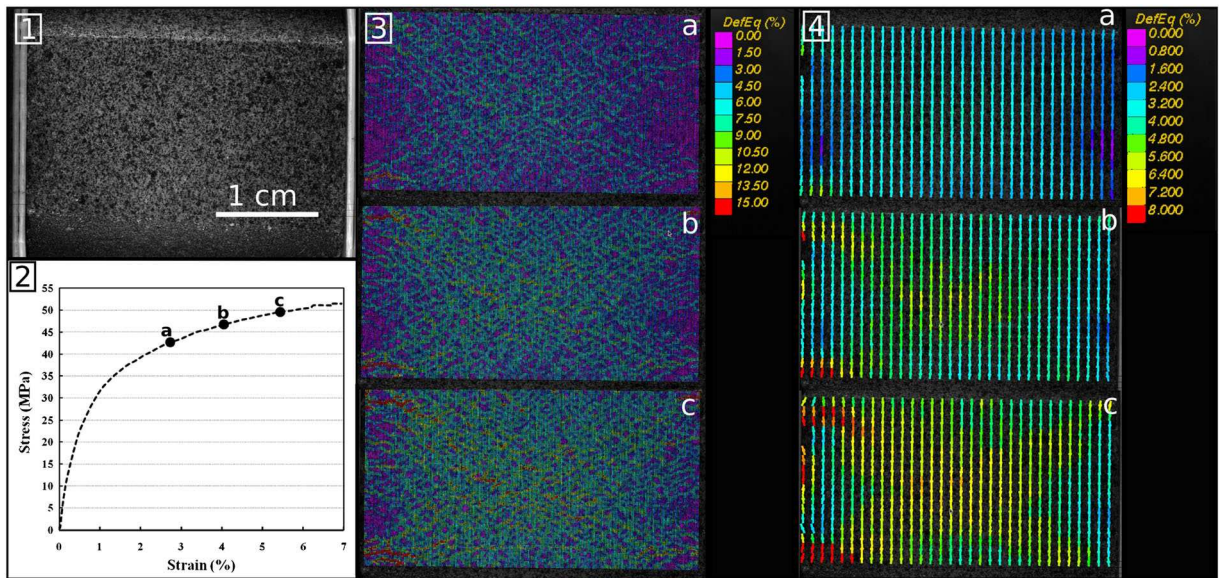 1
1 cm
2
Stress (MPa)
55
50
45
40
35
30
25
20
15
10
5
0
a
b
c
0 1 2 3 4 5 6 7
Strain (%)
3
a
b
c
DefEq (%)
0.00
1.50
3.00
4.50
6.00
7.50
9.00
10.50
12.00
13.50
15.00
4
a
b
c
DefEq (%)
0.000
0.800
1.600
2.400
3.200
4.000
4.800
5.600
6.400
7.200
8.000